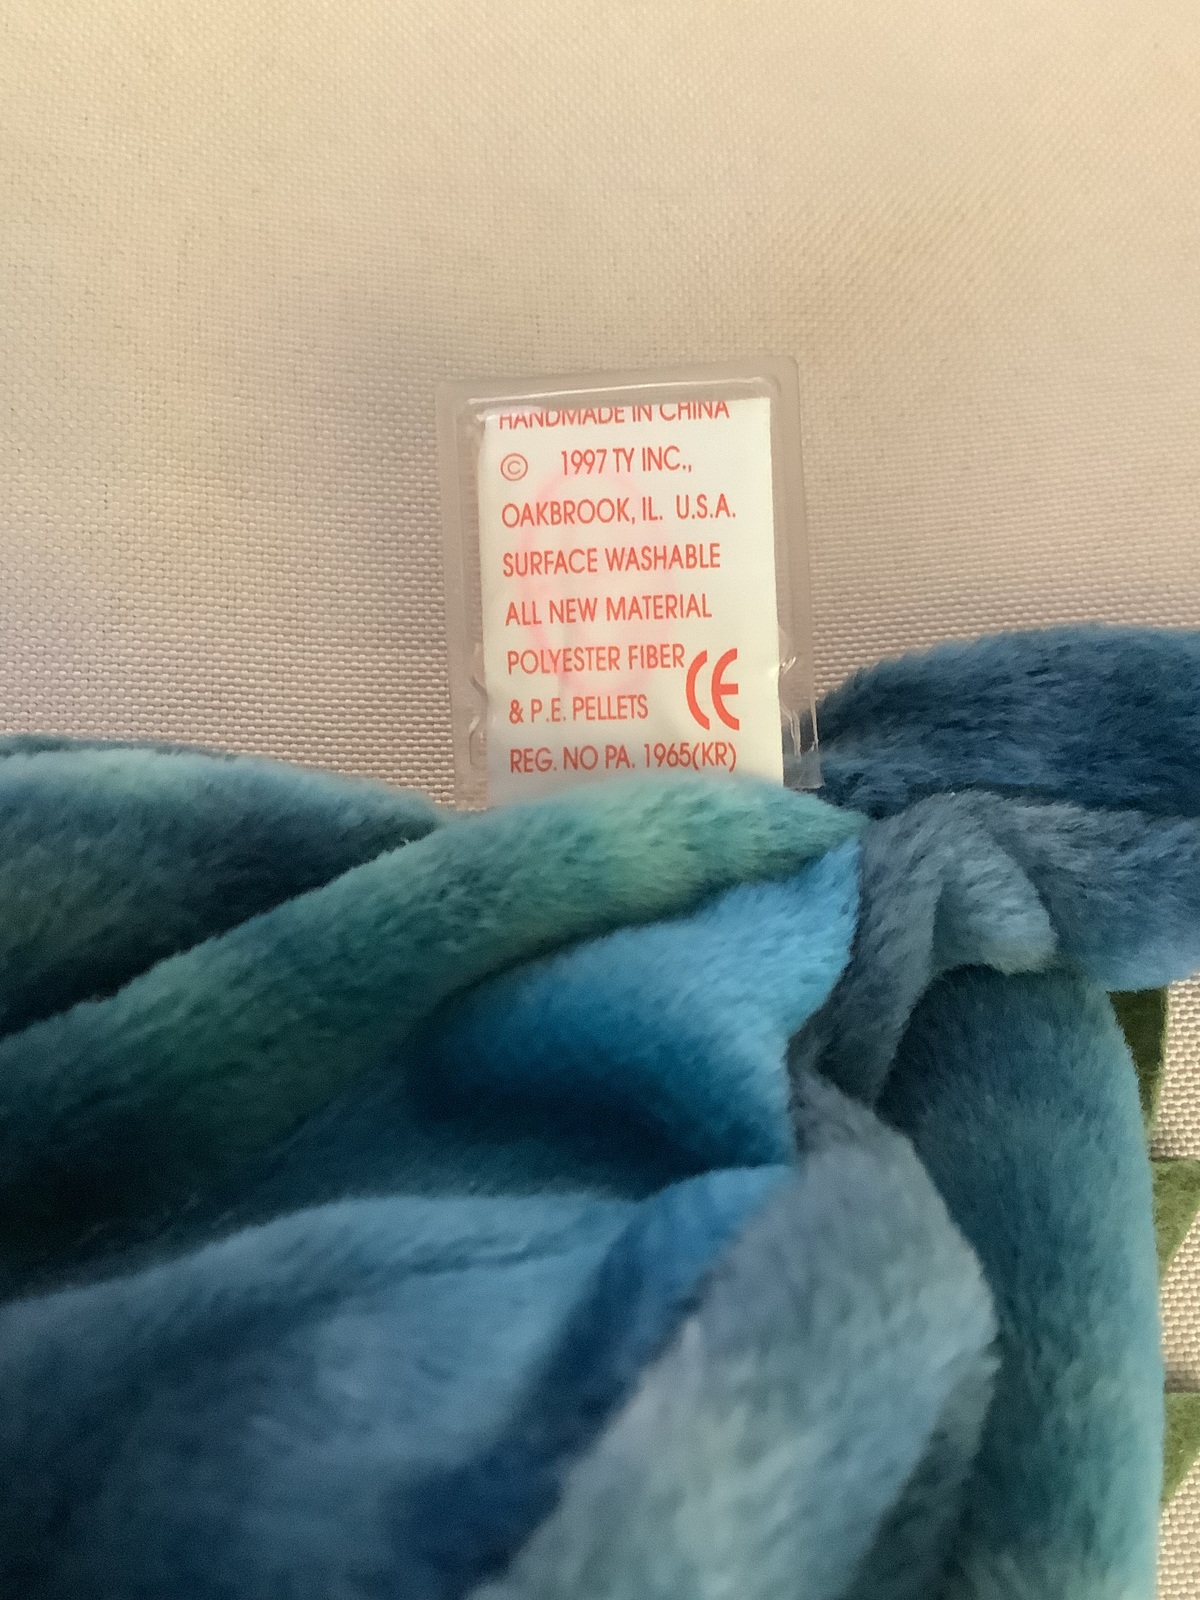 HANDMADE IN CHINA
© 1997 TY INC.,
OAKBROOK, IL. U.S.A.
SURFACE WASHABLE
ALL NEW MATERIAL
POLYESTER FIBER
& P.E. PELLETS CE
REG. NO PA. 1965(KR)